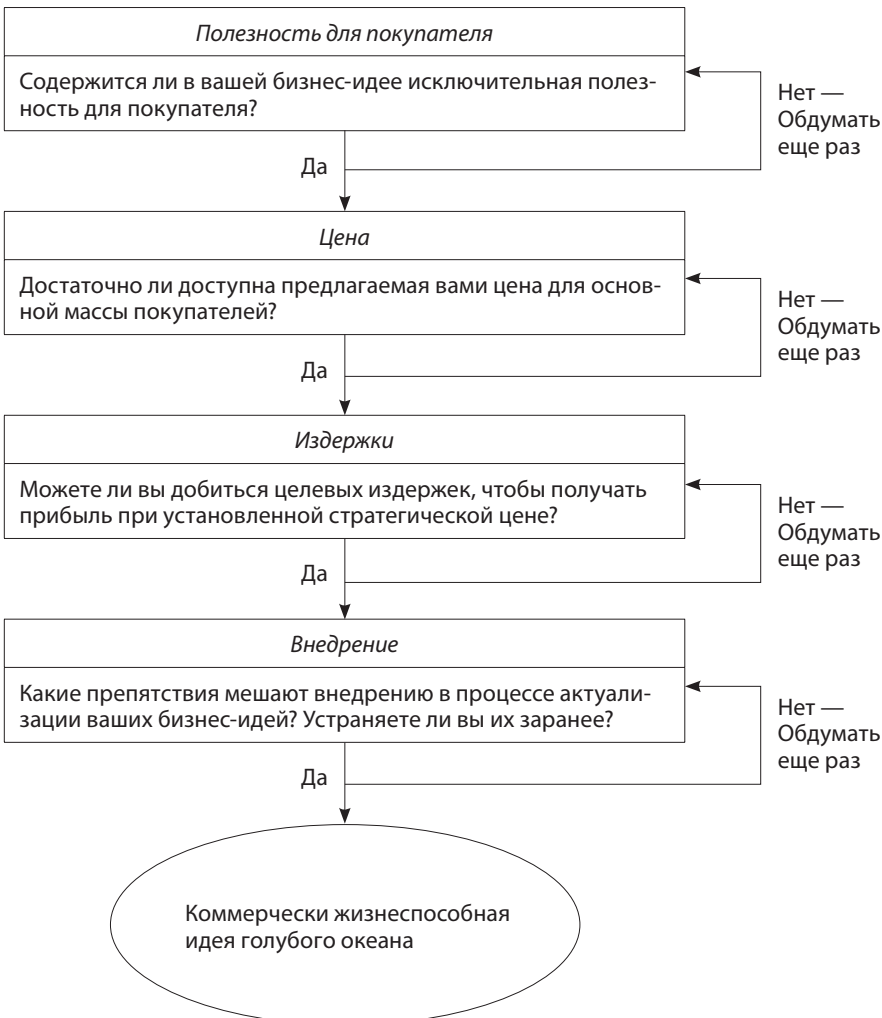 Полезность для покупателя
Содержится ли в вашей бизнес-идее исключительная полез-
ность для покупателя?
Нет —
Обдумать
еще раз
Да
Цена
Достаточно ли доступна предлагаемая вами цена для основ-
ной массы покупателей?
Нет —
Обдумать
еще раз
Да
Издержки
Можете ли вы добиться целевых издержек, чтобы получать
прибыль при установленной стратегической цене?
Нет —
Обдумать
еще раз
Да
Внедрение
Какие препятствия мешают внедрению в процессе актуали-
зации ваших бизнес-идей? Устраняете ли вы их заранее?
Нет —
Обдумать
еще раз
Да
Коммерчески жизнеспособная
идея голубого океана